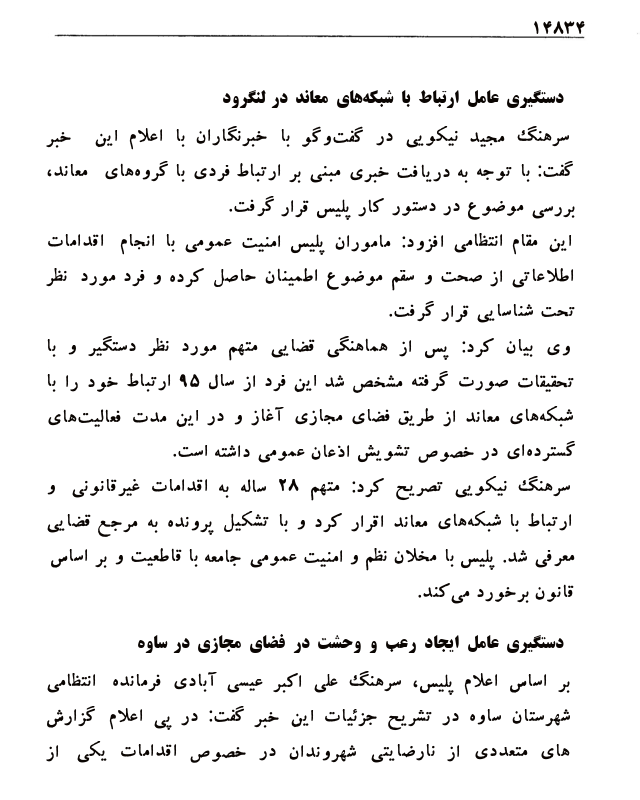 ۱۴۸۳۴
دستگیری عامل ارتباط با شبکه‌های معاند در لنگرود
سرهنگ مجید نیکویی در گفت‌وگو با خبرنگاران با اعلام این خبر
گفت: با توجه به دریافت خبری مبنی بر ارتباط فردی با گروه‌های معاند،
بررسی موضوع در دستور کار پلیس قرار گرفت.
این مقام انتظامی افزود: ماموران پلیس امنیت عمومی با انجام اقدامات
اطلاعاتی از صحت و سقم موضوع اطمینان حاصل کرده و فرد مورد نظر
تحت شناسایی قرار گرفت.
وی بیان کرد: پس از هماهنگی قضایی متهم مورد نظر دستگیر و با
تحقیقات صورت گرفته مشخص شد این فرد از سال ۹۵ ارتباط خود را با
شبکه‌های معاند از طریق فضای مجازی آغاز و در این مدت فعالیت‌های
گسترده‌ای در خصوص تشویش اذعان عمومی داشته است.
سرهنگ نیکویی تصریح کرد: متهم ۲۸ ساله به اقدامات غیرقانونی و
ارتباط با شبکه‌های معاند اقرار کرد و با تشکیل پرونده به مرجع قضایی
معرفی شد. پلیس با مخلان نظم و امنیت عمومی جامعه با قاطعیت و بر اساس
قانون برخورد می‌کند.
دستگیری عامل ایجاد رعب و وحشت در فضای مجازی در ساوه
بر اساس اعلام پلیس، سرهنگ علی اکبر عیسی آبادی فرمانده انتظامی
شهرستان ساوه در تشریح جزئیات این خبر گفت: در پی اعلام گزارش
های متعددی از نارضایتی شهروندان در خصوص اقدامات یکی از